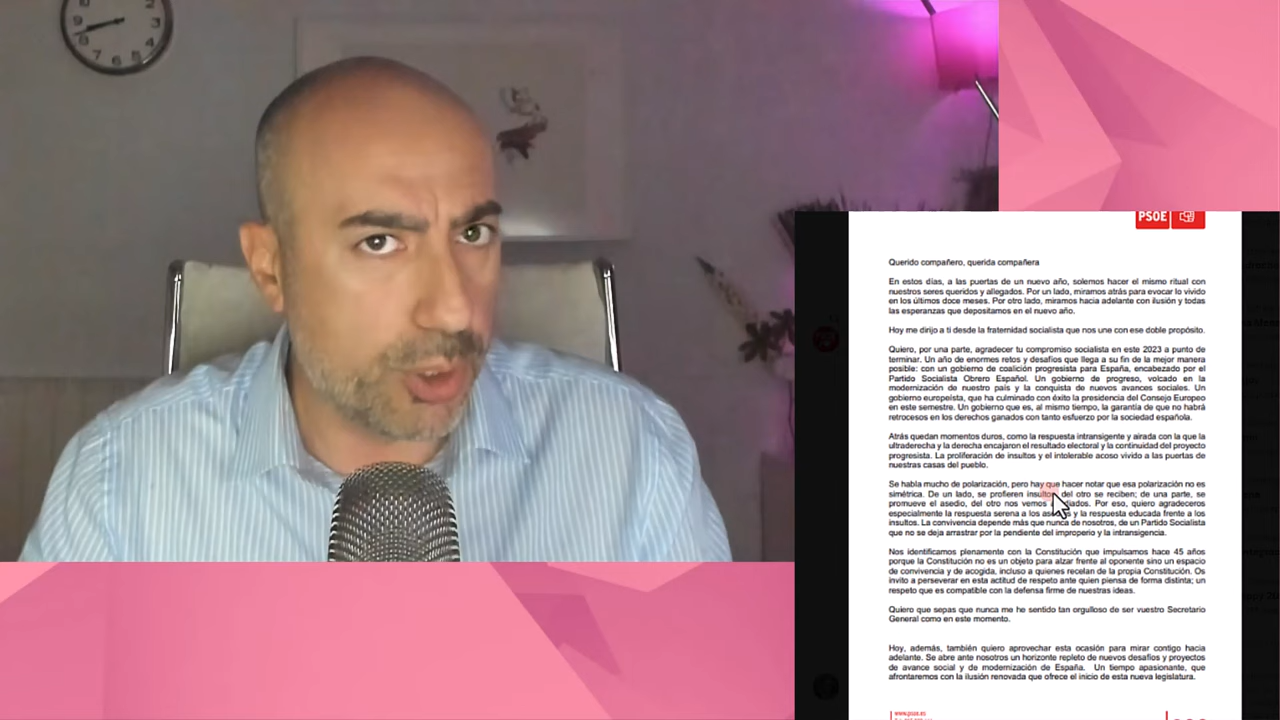 8
9
8
7
6
5
4
3
PSOE
Querido compañero, querida compañera
En estos días, a las puertas de un nuevo año, solemos hacer el mismo ritual con
nuestros seres queridos y allegados. Por un lado, miramos atrás para evocar lo vivido
en los últimos doce meses. Por otro lado, miramos hacia adelante con ilusión y todas
las esperanzas que depositamos en el nuevo año.
Hoy me dirijo a ti desde la fraternidad socialista que nos une con ese doble propósito.
Quiero, por una parte, agradecer tu compromiso socialista en este 2023 a punto de
terminar. Un año de enormes retos y desafíos que llega a su fin de la mejor manera
posible: con un gobierno de coalición progresista para España, encabezado por el
Partido Socialista Obrero Español. Un gobierno de progreso, volcado en la
modernización de nuestro país y la conquista de nuevos avances sociales. Un
gobierno europeísta, que ha culminado con éxito la presidencia del Consejo Europeo
en este semestre. Un gobierno que es, al mismo tiempo, la garantía de que no habrá
retrocesos en los derechos ganados con tanto esfuerzo por la sociedad española.
Atrás quedan momentos duros, como la respuesta intransigente y airada con la que la
ultraderecha y la derecha encajaron el resultado electoral y la continuidad del proyecto
progresista. La proliferación de insultos y el intolerable acoso vivido a las puertas de
nuestras casas del pueblo.
Se habla mucho de polarización, pero hay que hacer notar que esa polarización no es
simétrica. De un lado, se profieren insultos, del otro se reciben; de una parte, se
promueve el asedio, del otro nos vemos Por eso, quiero agradeceros
especialmente la respuesta serena a los y la respuesta educada frente a los
insultos. La convivencia depende más que nunca de nosotros, de un Partido Socialista
que no se deja arrastrar por la pendiente del improperio y la intransigencia.
Nos identificamos plenamente con la Constitución que impulsamos hace 45 años
porque la Constitución no es un objeto para alzar frente al oponente sino un espacio
de convivencia y de acogida, incluso a quienes recelan de la propia Constitución. Os
invito a perseverar en esta actitud de respeto ante quien piensa de forma distinta; un
respeto que es compatible con la defensa firme de nuestras ideas.
Quiero que sepas que nunca me he sentido tan orgulloso de ser vuestro Secretario
General como en este momento.
Hoy, además, también quiero aprovechar esta ocasión para mirar contigo hacia
adelante. Se abre ante nosotros un horizonte repleto de nuevos desafíos y proyectos
de avance social y de modernización de España. Un tiempo apasionante, que
afrontaremos con la ilusión renovada que ofrece el inicio de esta nueva legislatura.
www.psoe.es